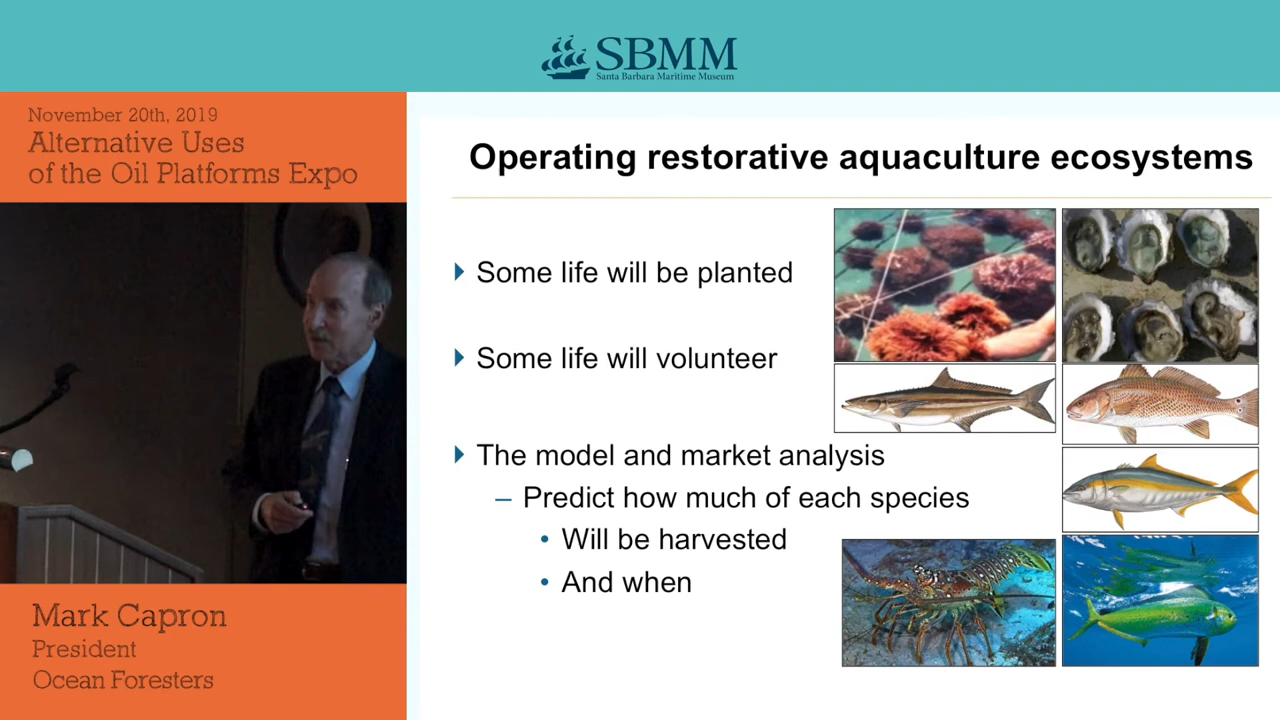 SBMM
Santa Barbara Maritime Museum
November 20th, 2019
Alternative Uses
of the Oil Platforms Expo
Mark Capron
President
Ocean Foresters
Operating restorative aquaculture ecosystems
Some life will be planted
Some life will volunteer
The model and market analysis
– Predict how much of each species
• Will be harvested
• And when